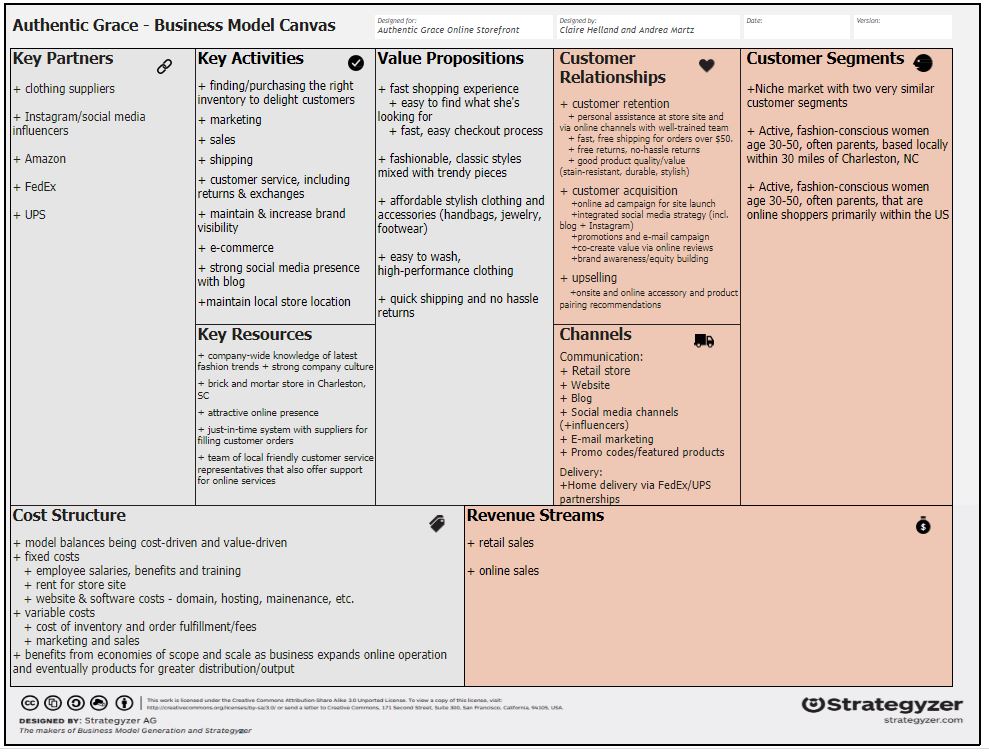 Authentic Grace - Business Model Canvas
Designed for:
Authentic Grace Online Storefront
Designed by:
Claire Helland and Andrea Martz
Date:
Version:
Key Partners
+ clothing suppliers
+ Instagram/social media
influencers
+ Amazon
+ FedEx
+ UPS
Key Activities
+ finding/purchasing the right
inventory to delight customers
+ marketing
+ sales
+ shipping
+ customer service, including
returns & exchanges
+ maintain & increase brand
visibility
+ e-commerce
+ strong social media presence
with blog
+maintain local store location
Key Resources
+ company-wide knowledge of latest
fashion trends + strong company culture
+ brick and mortar store in Charleston,
SC
+ attractive online presence
+ just-in-time system with suppliers for
filling customer orders
+ team of local friendly customer service
representatives that also offer support
for online services
Value Propositions
+ fast shopping experience
+ easy to find what she's
looking for
+ fast, easy checkout process
+ fashionable, classic styles
mixed with trendy pieces
+ affordable stylish clothing and
accessories (handbags, jewelry,
footwear)
+ easy to wash,
high-performance clothing
+ quick shipping and no hassle
returns
Customer
Relationships
+ customer retention
+ personal assistance at store site and
via online channels with well-trained team
+ fast, free shipping for orders over $50.
+ free returns, no-hassle returns
+ good product quality/value
(stain-resistant, durable, stylish)
+ customer acquisition
+online ad campaign for site launch
+integrated social media strategy (incl.
blog + Instagram)
+promotions and e-mail campaign
+co-create value via online reviews
+brand awareness/equity building
+ upselling
+onsite and online accessory and product
pairing recommendations
Channels
Communication:
+ Retail store
+ Website
+ Blog
+ Social media channels
(+influencers)
+ E-mail marketing
+ Promo codes/featured products
Delivery:
+Home delivery via FedEx/UPS
partnerships
Customer Segments
+Niche market with two very similar
customer segments
+ Active, fashion-conscious women
age 30-50, often parents, based locally
within 30 miles of Charleston, NC
+ Active, fashion-conscious women
age 30-50, often parents, that are
online shoppers primarily within the US
Cost Structure
+ model balances being cost-driven and value-driven
+ fixed costs
+ employee salaries, benefits and training
+ rent for store site
+ website & software costs - domain, hosting, mainenance, etc.
+ variable costs
+ cost of inventory and order fulfillment/fees
+ marketing and sales
+ benefits from economies of scope and scale as business expands online operation
and eventually products for greater distribution/output
Revenue Streams
$
+ retail sales
+ online sales
cc
This work is licensed under the Creative Commons Attribution-Share Alike 3.0 Unported License. To view a copy of this license, visit:
http://creativecommons.org/licenses/by-sa/3.0/ or send a letter to Creative Commons, 171 Second Street, Suite 300, San Francisco, California, 94105, USA.
DESIGNED BY: Strategyzer AG
The makers of Business Model Generation and Strategyzer
Strategyzer
strategyzer.com